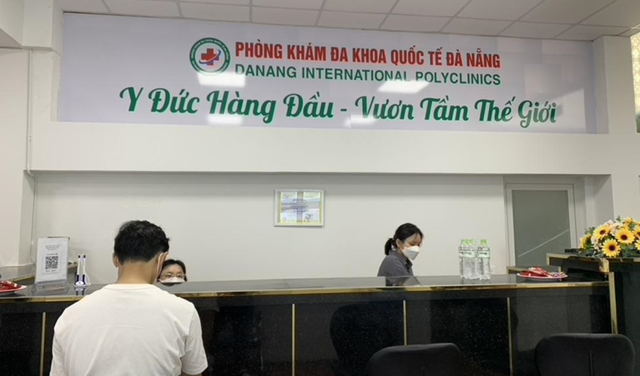 PHÒNG KHÁM ĐA KHOA QUỐC TẾ ĐÀ NẴNG
DANANG INTERNATIONAL POLYCLINICS
Y Đức Hàng Đầu - Vươn Tầm Thế Giới